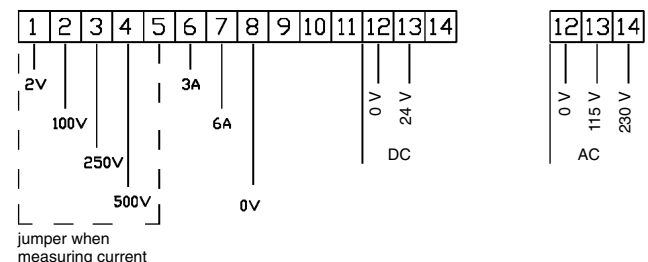 1 2 3 4 5 6 7 8 9 10 11 12 13 14
12 13 14
2V
3A
0 V
24 V
0 V
115 V
230 V
100V
6A
250V
DC
AC
500V
0V
jumper when
measuring current